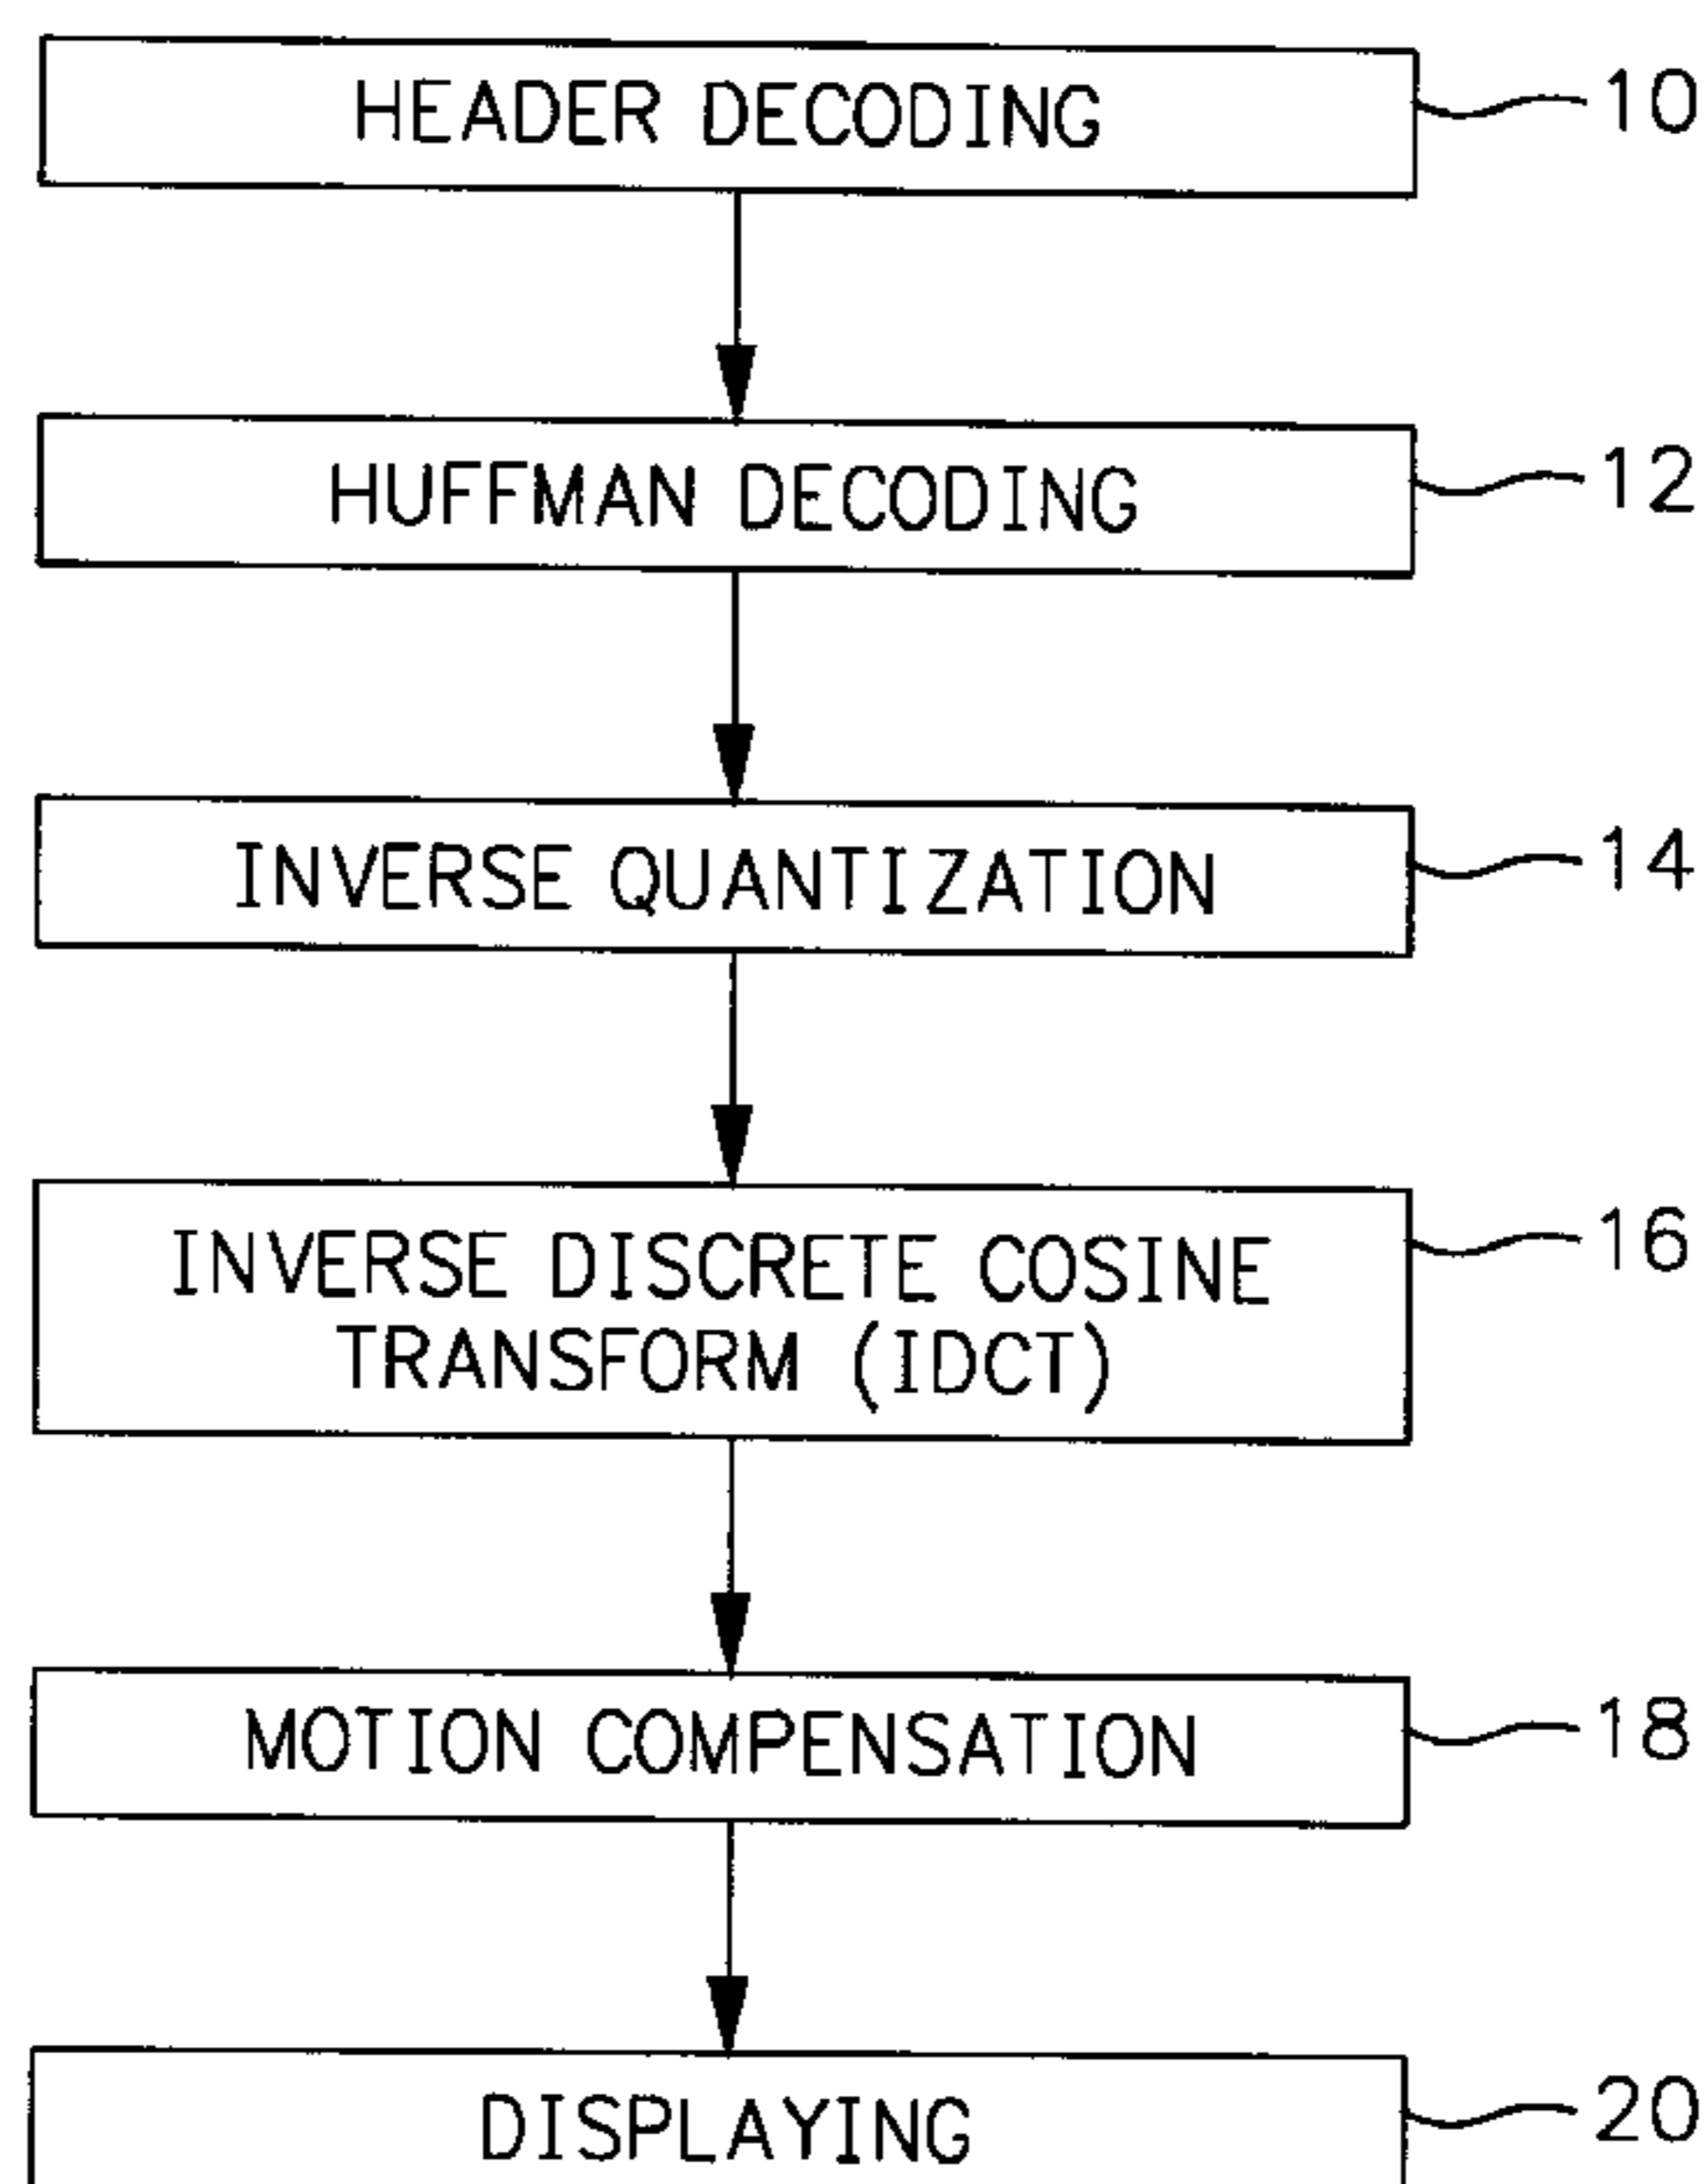 HEADER DECODING 10
HUFFMAN DECODING 12
INVERSE QUANTIZATION 14
INVERSE DISCRETE COSINE 16
TRANSFORM (IDCT)
MOTION COMPENSATION 18
DISPLAYING 20